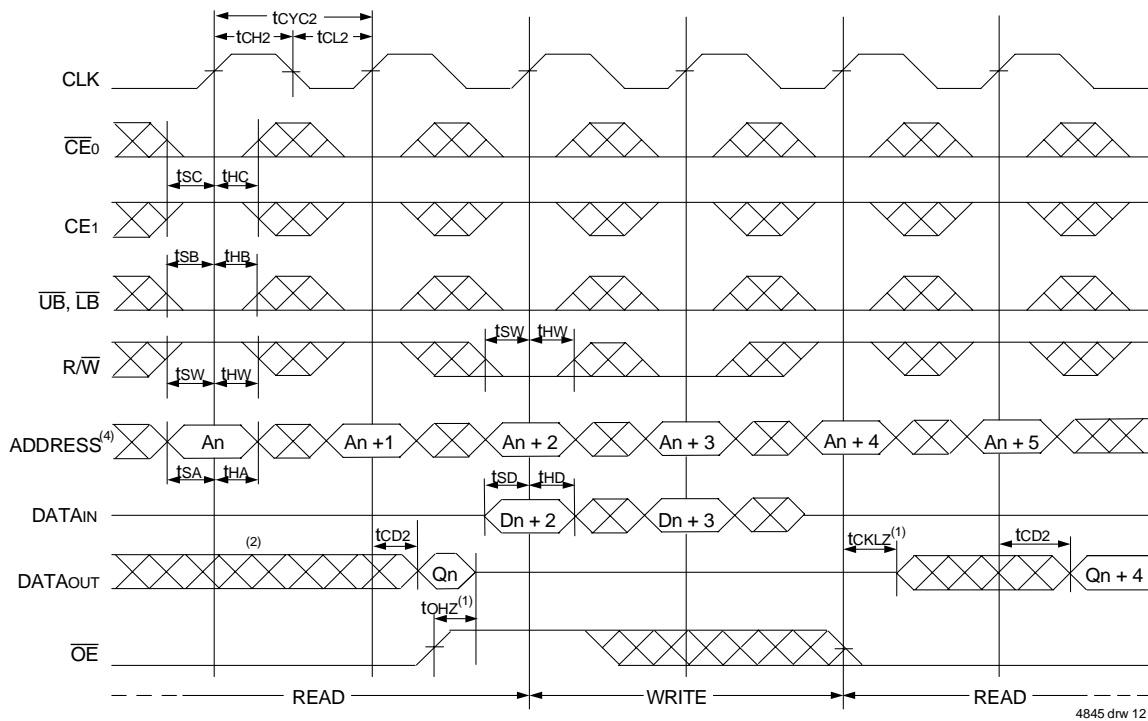 tCYC2
tCH2 tCL2
CLK
CE0
tSC tHC
CE1
tSB tHB
UB, LB
tSW tHW
R/W
tSW tHW
ADDRESS(4) An An +1 An + 2 An + 3 An + 4 An + 5
tSA tHA tSD tHD
DATAIN Dn + 2 Dn + 3
tCD2 tCKLZ(1) tCD2
(2)
DATAOUT Qn Qn + 4
tOHZ(1)
OE
READ WRITE READ
4845 drw 12